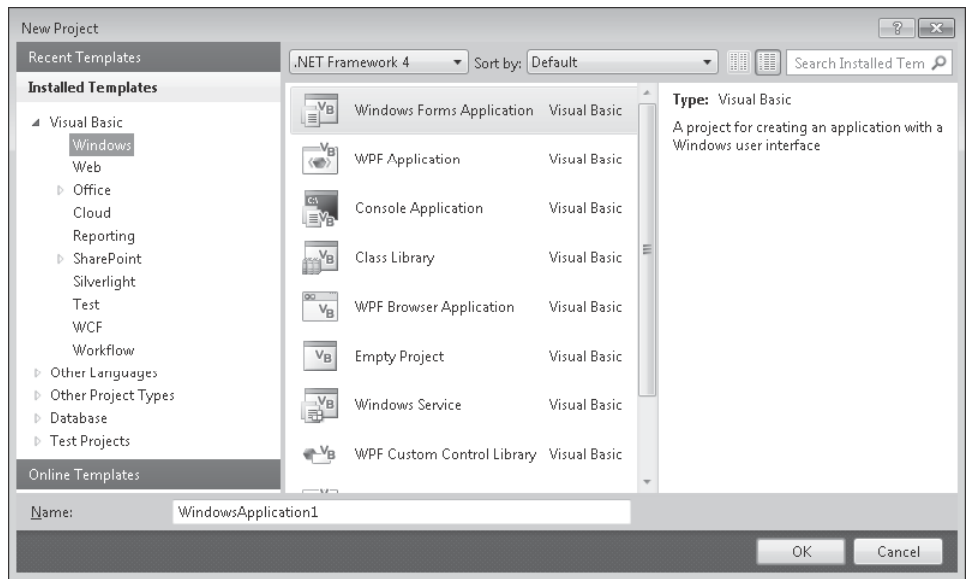 New Project
Recent Templates
.NET Framework 4
Sort by:
Default
Search Installed Tem
Installed Templates
Visual Basic
Windows
Web
Office
Cloud
Reporting
SharePoint
Silverlight
Test
WCF
Workflow
Other Languages
Other Project Types
Database
Test Projects
Online Templates
Windows Forms Application Visual Basic
WPF Application Visual Basic
Console Application Visual Basic
Class Library Visual Basic
WPF Browser Application Visual Basic
Empty Project Visual Basic
Windows Service Visual Basic
WPF Custom Control Library Visual Basic
Type: Visual Basic
A project for creating an application with a
Windows user interface
Name: WindowsApplication1
OK Cancel